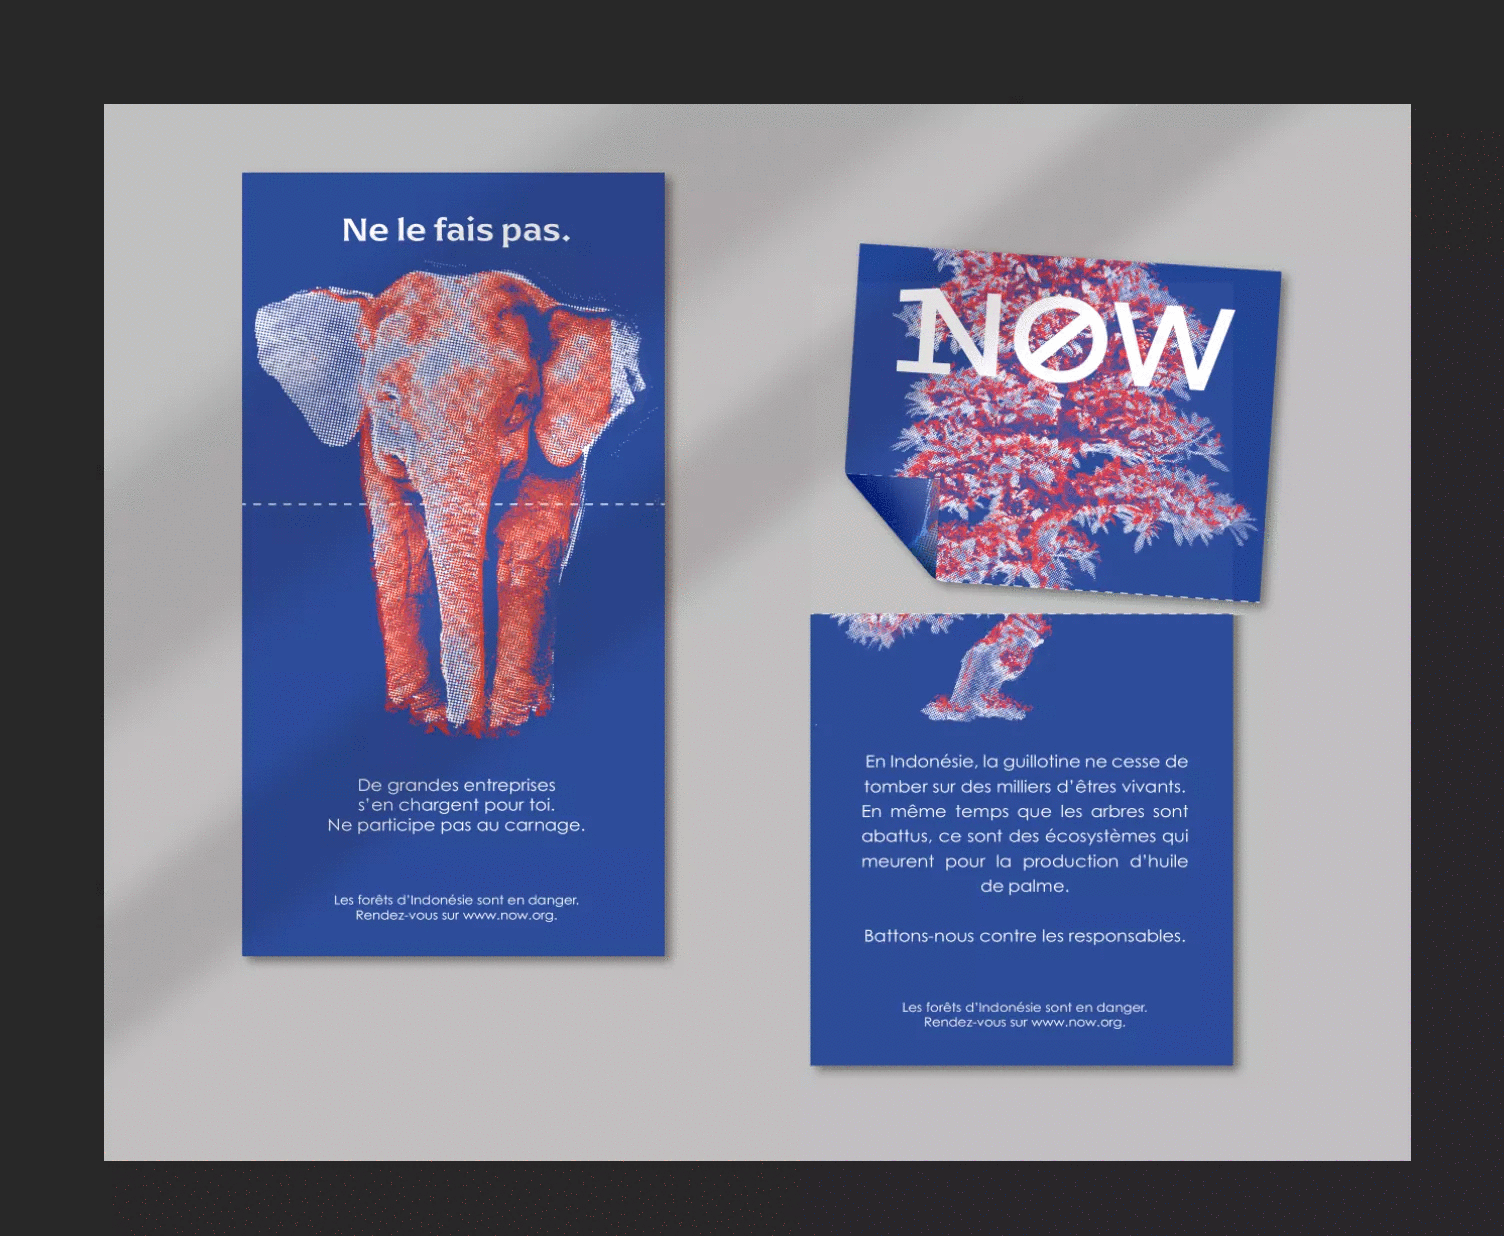 Ne le fais pas.
De grandes entreprises
s'en chargent pour toi.
Ne participe pas au carnage.
Les forêts d'Indonésie sont en danger.
Rendez-vous sur www.now.org.
NØW
En Indonésie, la guillotine ne cesse de
tomber sur des milliers d'êtres vivants.
En même temps que les arbres sont
abattus, ce sont des écosystèmes qui
meurent pour la production d'huile
de palme.
Battons-nous contre les responsables.
Les forêts d'Indonésie sont en danger.
Rendez-vous sur www.now.org.